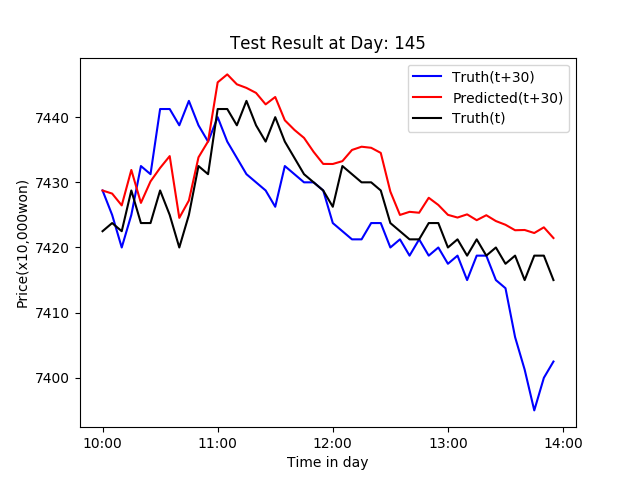 Test Result at Day: 145
Truth(t+30)
Predicted(t+30)
Truth(t)
Price(x10,000won)
7440
7430
7420
7410
7400
10:00 11:00 12:00 13:00 14:00
Time in day